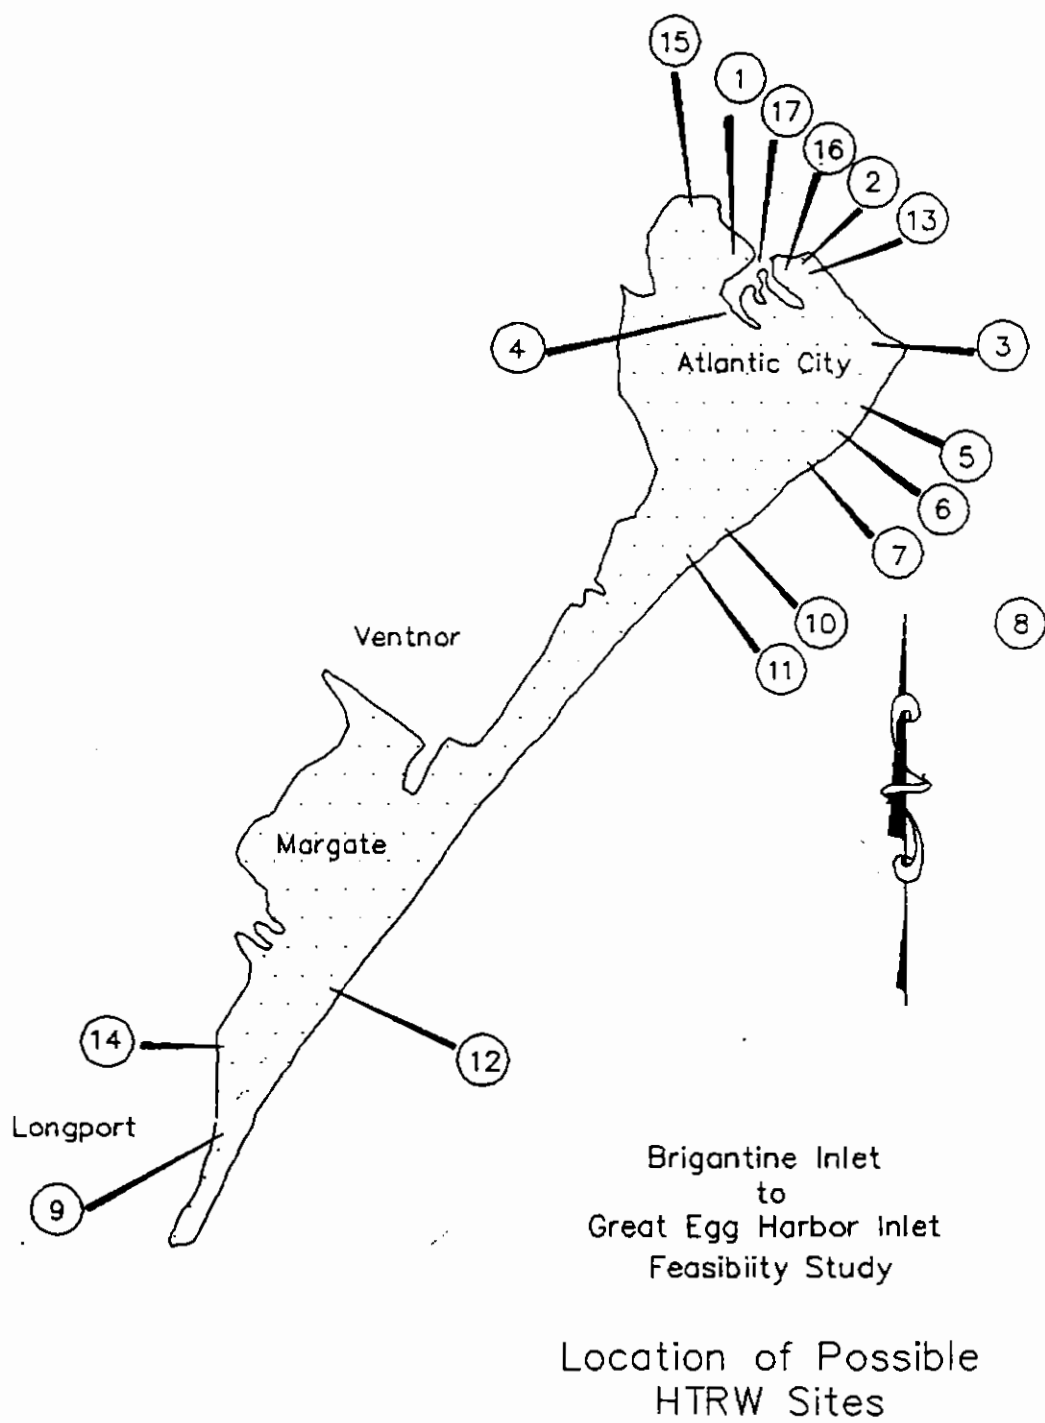 15
1
17
16
2
13
4
Atlantic City
3
5
6
7
10
8
11
Ventnor
Margate
14
12
Longport
9
Brigantine Inlet
to
Great Egg Harbor Inlet
Feasibiity Study
Location of Possible
HTRW Sites